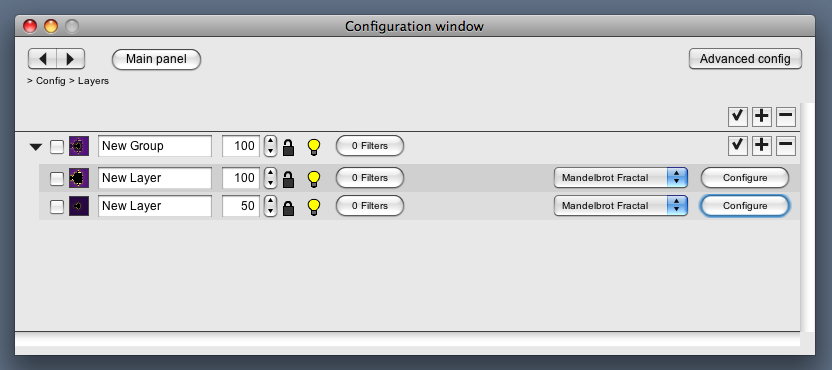 Configuration window
Main panel
Advanced config
> Config > Layers
New Group 100 0 Filters
New Layer 100 0 Filters Mandelbrot Fractal Configure
New Layer 50 0 Filters Mandelbrot Fractal Configure